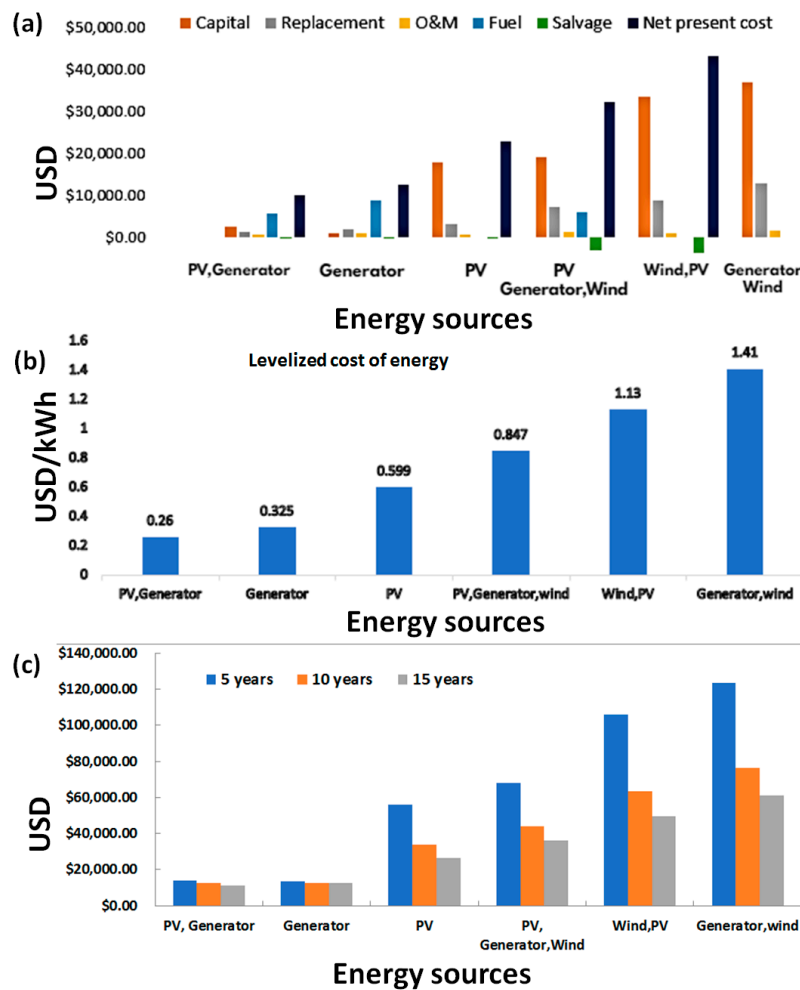 (a)
Capital Replacement O&M Fuel Salvage Net present cost
$50,000.00
$40,000.00
$30,000.00
$20,000.00
$10,000.00
$0.00
USD
PV,Generator Generator PV PV Wind,PV Generator
Generator,Wind Wind
Energy sources
(b)
Levelized cost of energy
1.6
1.4
1.2
1
0.8
0.6
0.4
0.2
0
USD/kWh
0.26
0.325
0.599
0.847
1.13
1.41
PV,Generator Generator PV PV,Generator,wind Wind,PV Generator,wind
Energy sources
(c)
5 years 10 years 15 years
$140,000.00
$120,000.00
$100,000.00
$80,000.00
$60,000.00
$40,000.00
$20,000.00
$0.00
USD
PV, Generator Generator PV PV, Wind,PV Generator,wind
Generator,Wind
Energy sources